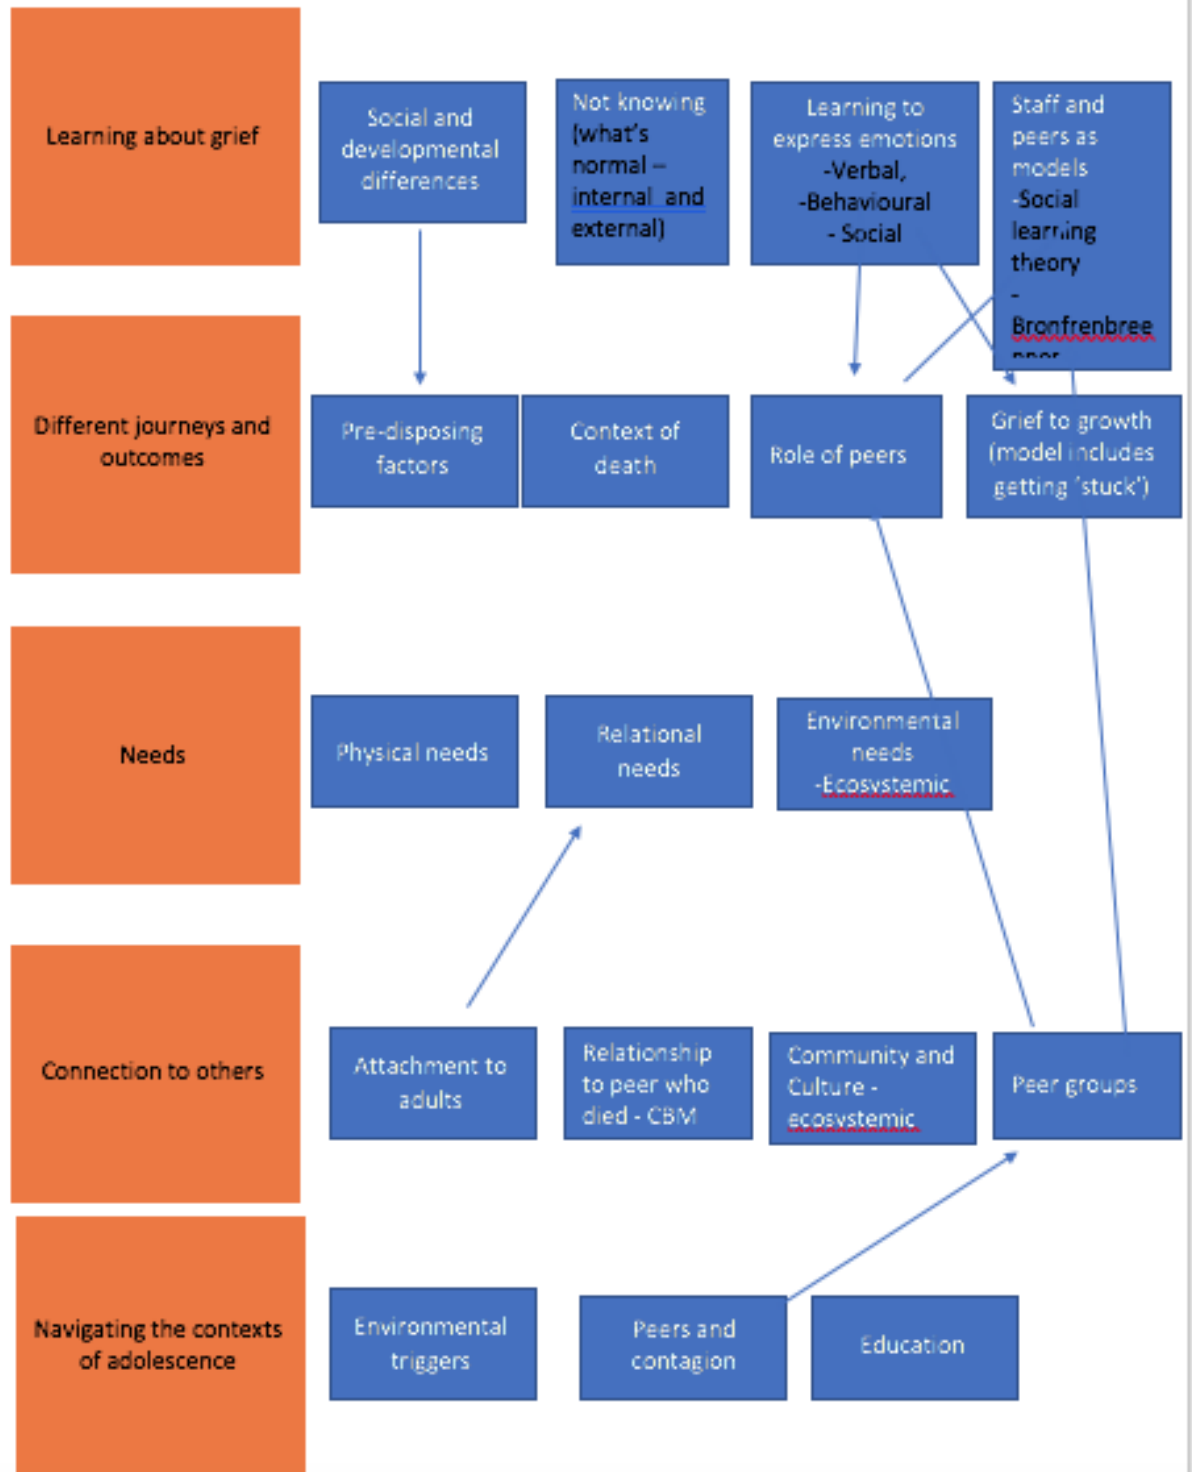 Learning about grief
Social and
developmental
differences
Not knowing
(what's
normal –
internal and
external)
Learning to
express emotions
-Verbal,
-Behavioural
- Social
Staff and
peers as
models
-Social
learning
theory
-
Bronfrenbree
Different journeys and
outcomes
Pre-disposing
factors
Context of
death
Role of peers
Grief to growth
(model includes
getting 'stuck')
Needs
Physical needs
Relational
needs
Environmental
needs
-Ecosystemic
Connection to others
Attachment to
adults
Relationship
to peer who
died - CBM
Community and
Culture -
ecosystemic
Peer groups
Navigating the contexts
of adolescence
Environmental
triggers
Peers and
contagion
Education